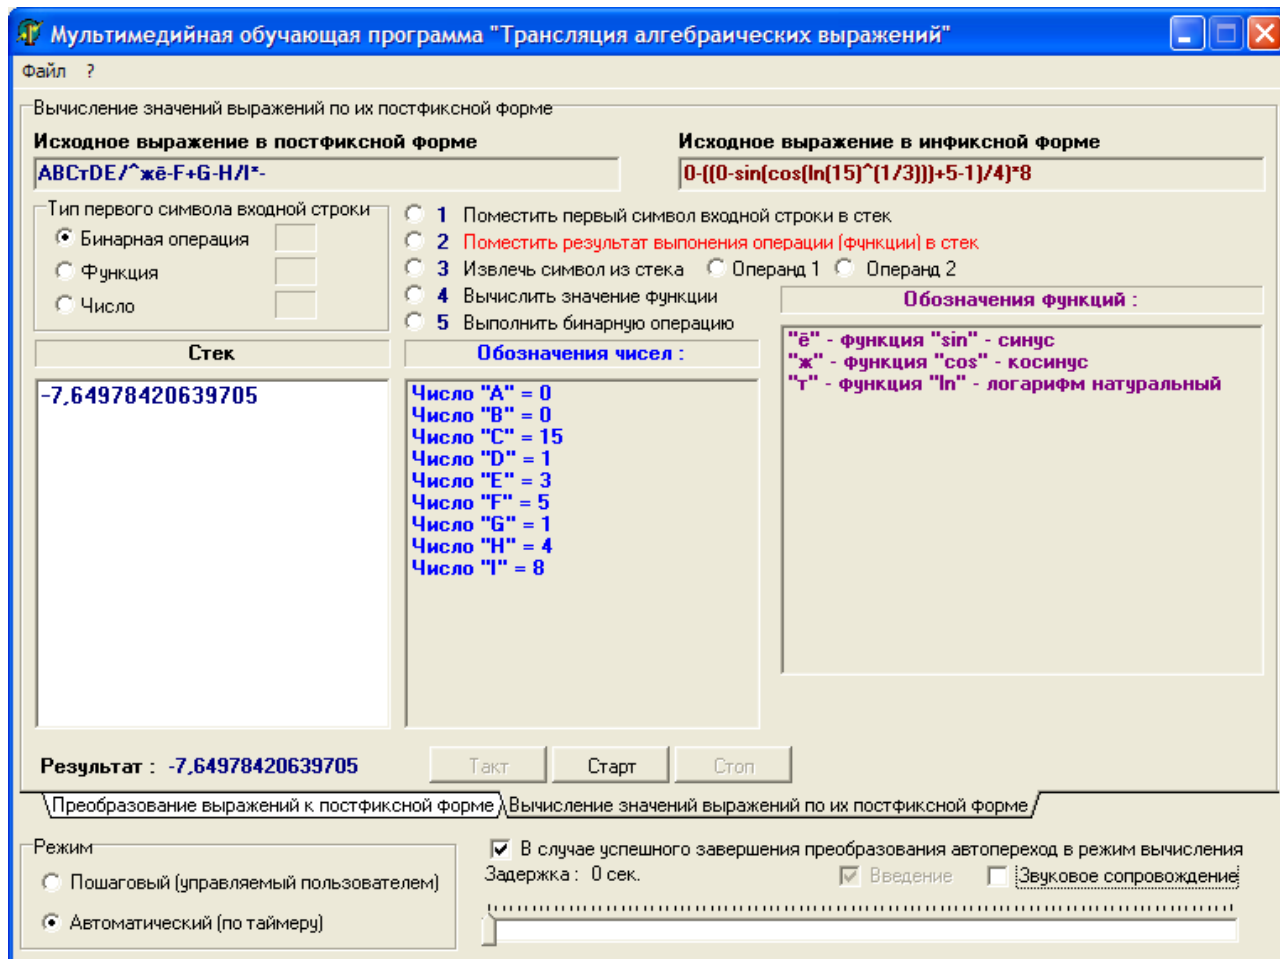 Мультимедийная обучающая программа "Трансляция алгебраических выражений"
Файл ?
Вычисление значений выражений по их постфиксной форме
Исходное выражение в постфиксной форме
Исходное выражение в инфиксной форме
ABCтDE/^жё-F+G-H/I*-
0-((0-sin(cos(ln(15)^(1/3)))+5-1)/4)*8
Тип первого символа входной строки
Бинарная операция
Функция
Число
1 Поместить первый символ входной строки в стек
2 Поместить результат выпонения операции (функции) в стек
3 Извлечь символ из стека Операнд 1 Операнд 2
4 Вычислить значение функции
5 Выполнить бинарную операцию
Обозначения функций :
"ё" - функция "sin" - синус
"ж" - функция "cos" - косинус
"т" - функция "ln" - логарифм натуральный
Стек
-7,64978420639705
Обозначения чисел :
Число "A" = 0
Число "B" = 0
Число "C" = 15
Число "D" = 1
Число "E" = 3
Число "F" = 5
Число "G" = 1
Число "H" = 4
Число "I" = 8
Результат : -7,64978420639705
Такт
Старт
Стоп
Преобразование выражений к постфиксной форме
Вычисление значений выражений по их постфиксной форме
Режим
Пошаговый (управляемый пользователем)
Автоматический (по таймеру)
В случае успешного завершения преобразования автопереход в режим вычисления
Задержка : 0 сек.
Введение
Звуковое сопровождение